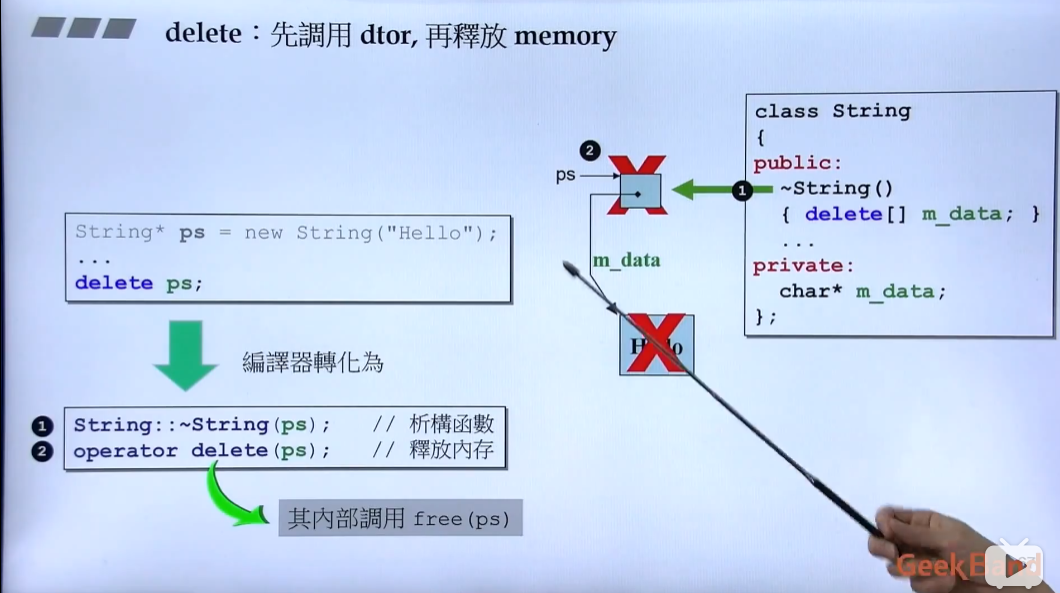 delete：先調用 dtor, 再釋放 memory
String* ps = new String("Hello");
...
delete ps;
編譯器轉化為
1 String::~String(ps); // 析構函數
2 operator delete(ps); // 釋放內存
其內部調用 free(ps)
2
ps
1
m_data
class String
{
public:
~String()
{ delete[] m_data; }
...
private:
char* m_data;
};